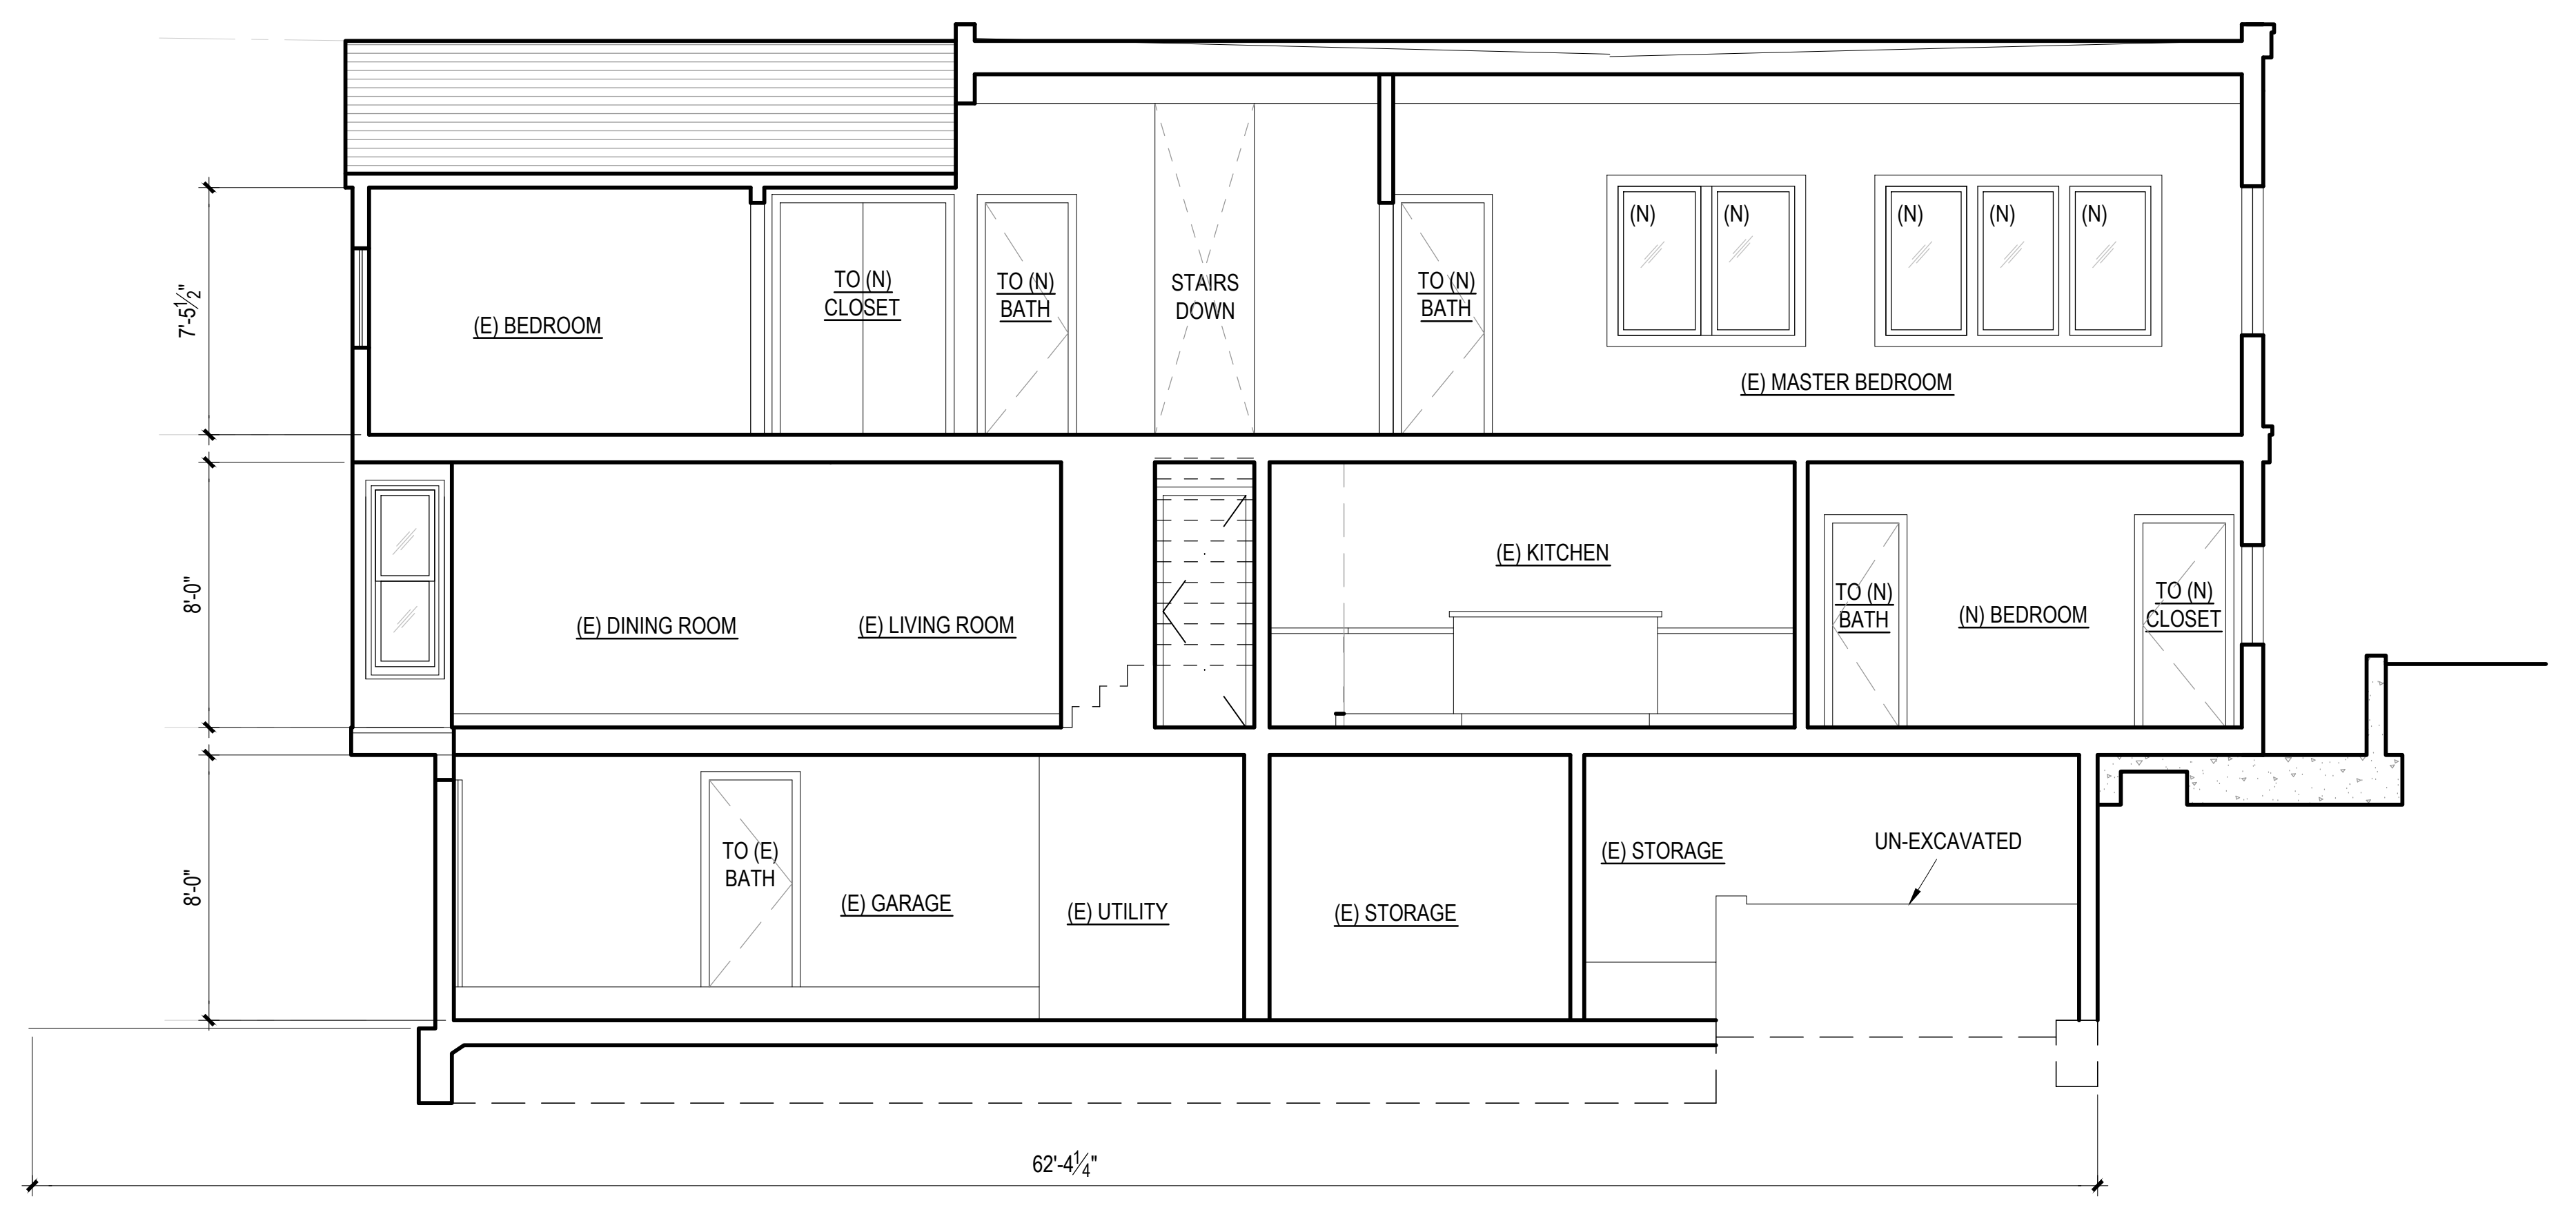 (N)
(N)
(N)
(N)
(N)
7'-5½"
(E) BEDROOM
TO (N)
CLOSET
TO (N)
BATH
STAIRS
DOWN
TO (N)
BATH
(E) MASTER BEDROOM
8'-0"
(E) DINING ROOM
(E) LIVING ROOM
(E) KITCHEN
TO (N)
BATH
(N) BEDROOM
TO (N)
CLOSET
8'-0"
TO (E)
BATH
(E) GARAGE
(E) UTILITY
(E) STORAGE
(E) STORAGE
UN-EXCAVATED
62'-4¼"